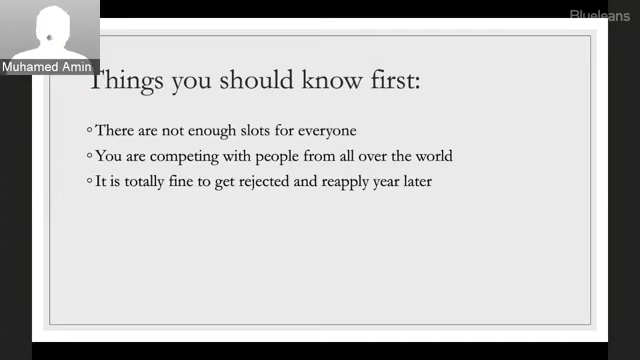 BlueJeans
Muhamed Amin
Things you should know first:
There are not enough slots for everyone
You are competing with people from all over the world
It is totally fine to get rejected and reapply year later